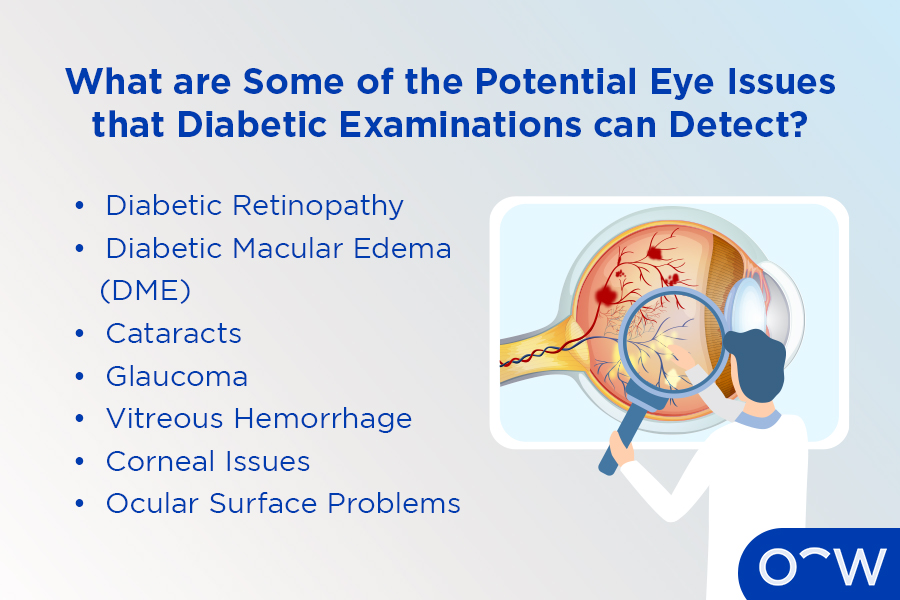 What are Some of the Potential Eye Issues
that Diabetic Examinations can Detect?
• Diabetic Retinopathy
• Diabetic Macular Edema
(DME)
• Cataracts
• Glaucoma
• Vitreous Hemorrhage
• Corneal Issues
• Ocular Surface Problems
OW